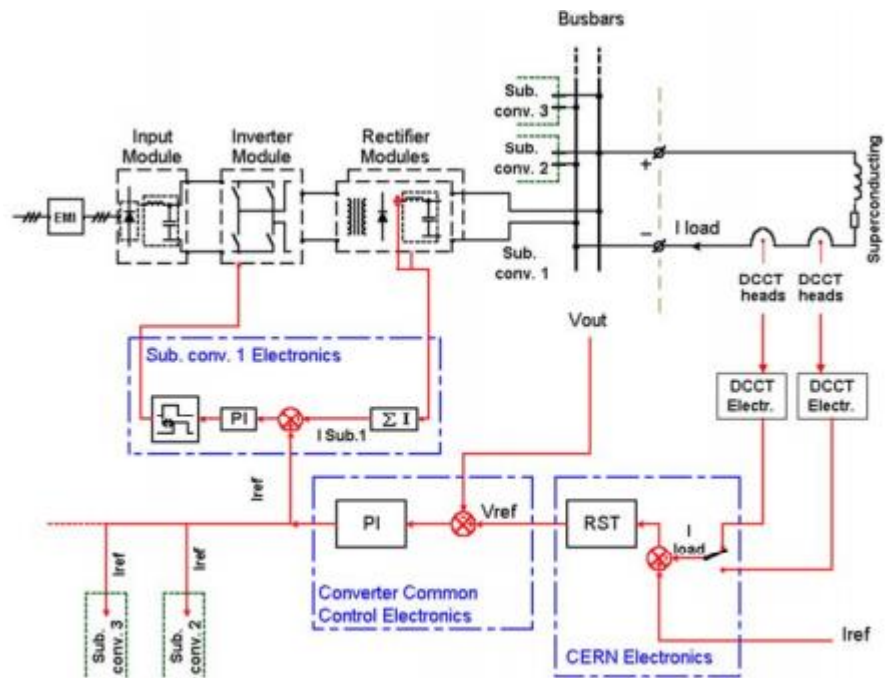 Busbars
Sub.
conv. 3
Sub.
conv. 2
Input
Module
Inverter
Module
Rectifier
Modules
EMI
+
–
I load
Superconducting
Sub.
conv. 1
DCCT
heads
DCCT
heads
Vout
Sub. conv. 1 Electronics
DCCT
Electr.
DCCT
Electr.
PI
I Sub.1
Σ I
Iref
PI
Vref
RST
I
load
Iref
Iref
Converter Common
Control Electronics
CERN Electronics
Iref
Sub.
conv. 3
Sub.
conv. 2